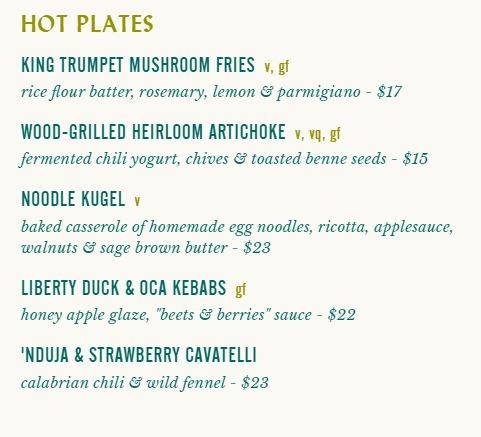 HOT PLATES
KING TRUMPET MUSHROOM FRIES v, gf
rice flour batter, rosemary, lemon & parmigiano - $17
WOOD-GRILLED HEIRLOOM ARTICHOKE v, vq, gf
fermented chili yogurt, chives & toasted benne seeds - $15
NOODLE KUGEL v
baked casserole of homemade egg noodles, ricotta, applesauce,
walnuts & sage brown butter - $23
LIBERTY DUCK & OCA KEBABS gf
honey apple glaze, "beets & berries" sauce - $22
'NDUJA & STRAWBERRY CAVATELLI
calabrian chili & wild fennel - $23